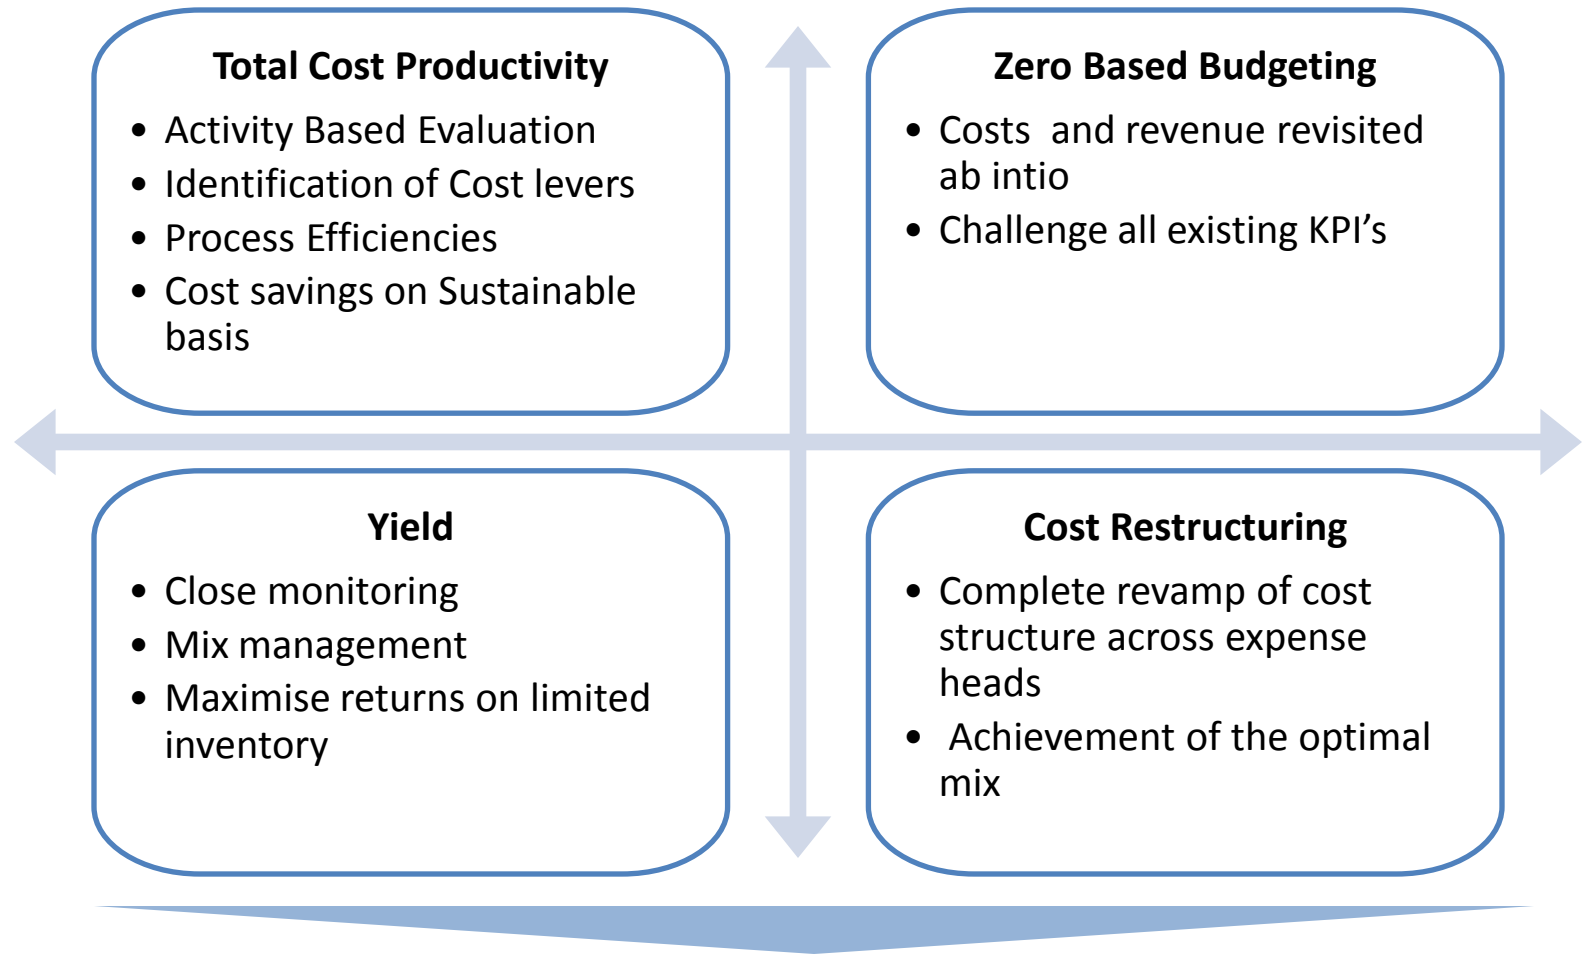 Total Cost Productivity
• Activity Based Evaluation
• Identification of Cost levers
• Process Efficiencies
• Cost savings on Sustainable
basis
Zero Based Budgeting
• Costs  and revenue revisited
ab intio
• Challenge all existing KPI’s
Yield
• Close monitoring
• Mix management
• Maximise returns on limited
inventory
Cost Restructuring
• Complete revamp of cost
structure across expense
heads
• Achievement of the optimal
mix